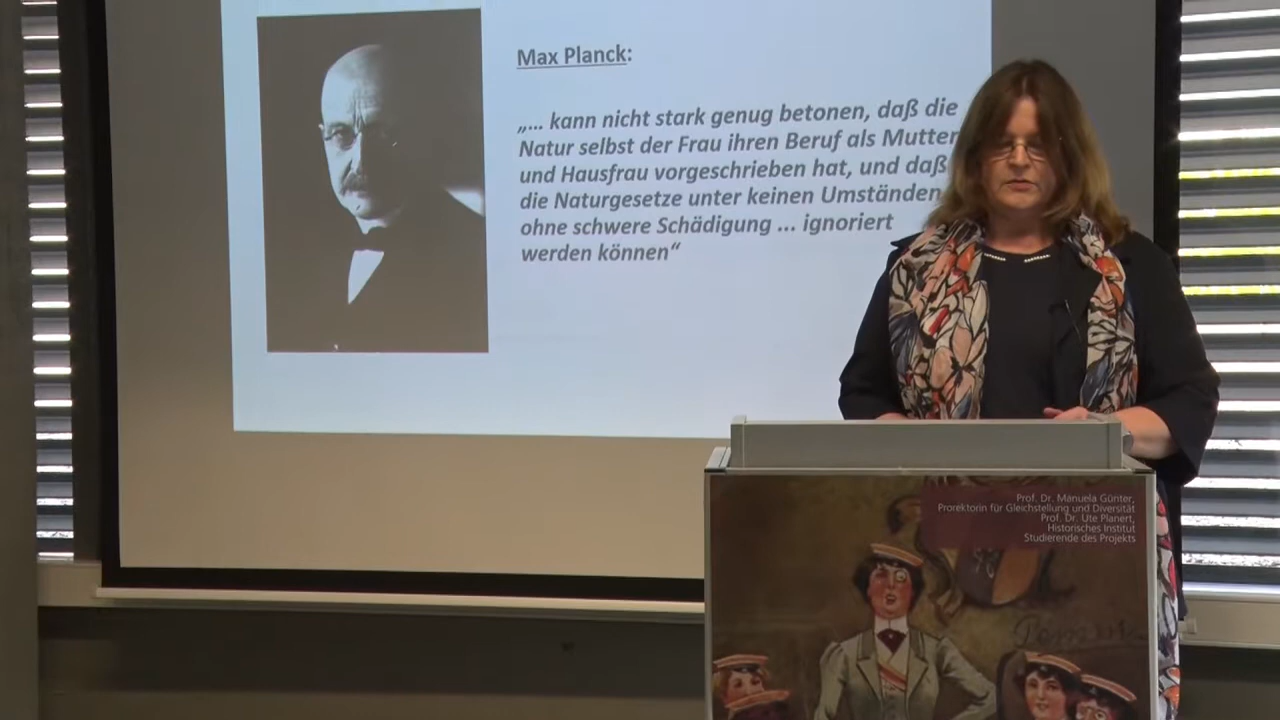 Max Planck:
„... kann nicht stark genug betonen, daß die
Natur selbst der Frau ihren Beruf als Mutter
und Hausfrau vorgeschrieben hat, und daß
die Naturgesetze unter keinen Umständen
ohne schwere Schädigung ... ignoriert
werden können“
Prof. Dr. Manuela Günter,
Prorektorin für Gleichstellung und Diversität
Prof. Dr. Ute Planert,
Historisches Institut
Studierende des Projekts